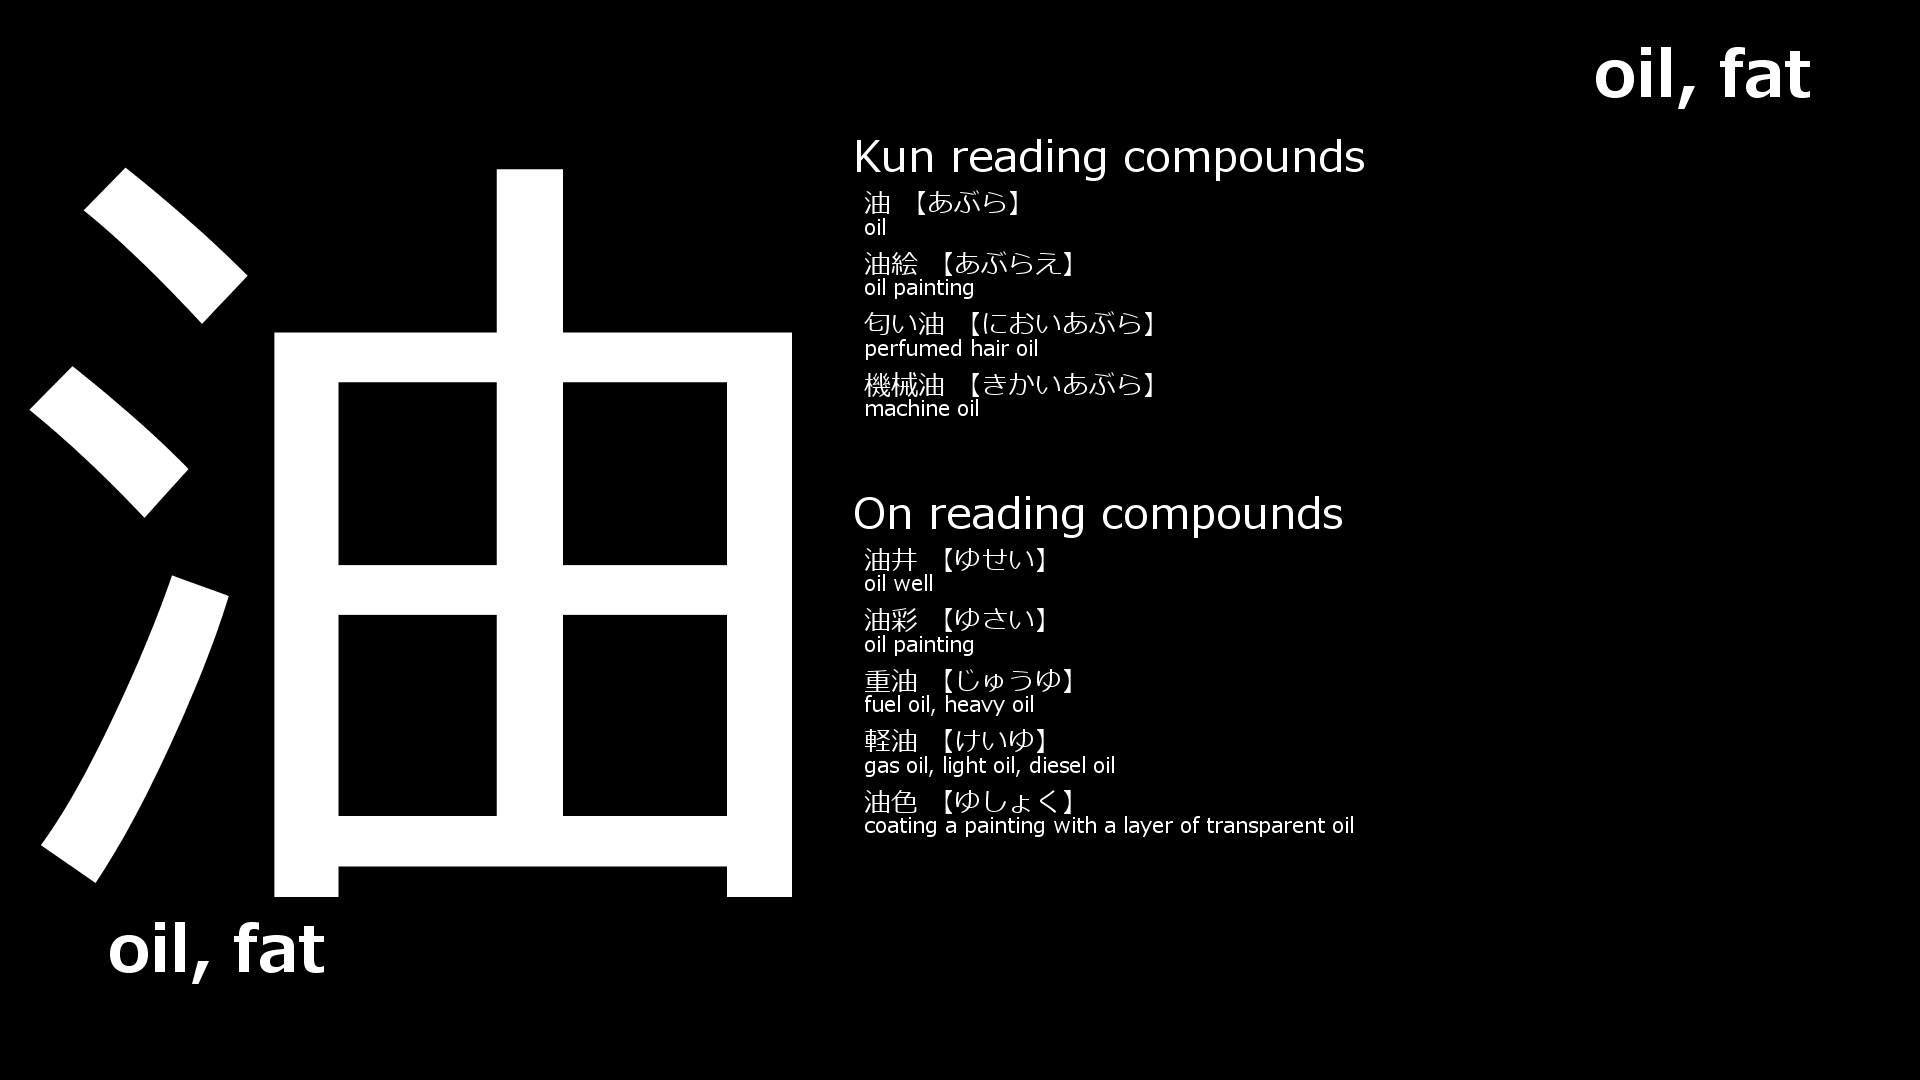 oil, fat
油
Kun reading compounds
油 【あぶら】
oil
油絵 【あぶらえ】
oil painting
匂い油 【においあぶら】
perfumed hair oil
機械油 【きかいあぶら】
machine oil
On reading compounds
油井 【ゆせい】
oil well
油彩 【ゆさい】
oil painting
重油 【じゅうゆ】
fuel oil, heavy oil
軽油 【けいゆ】
gas oil, light oil, diesel oil
油色 【ゆしょく】
coating a painting with a layer of transparent oil
oil, fat